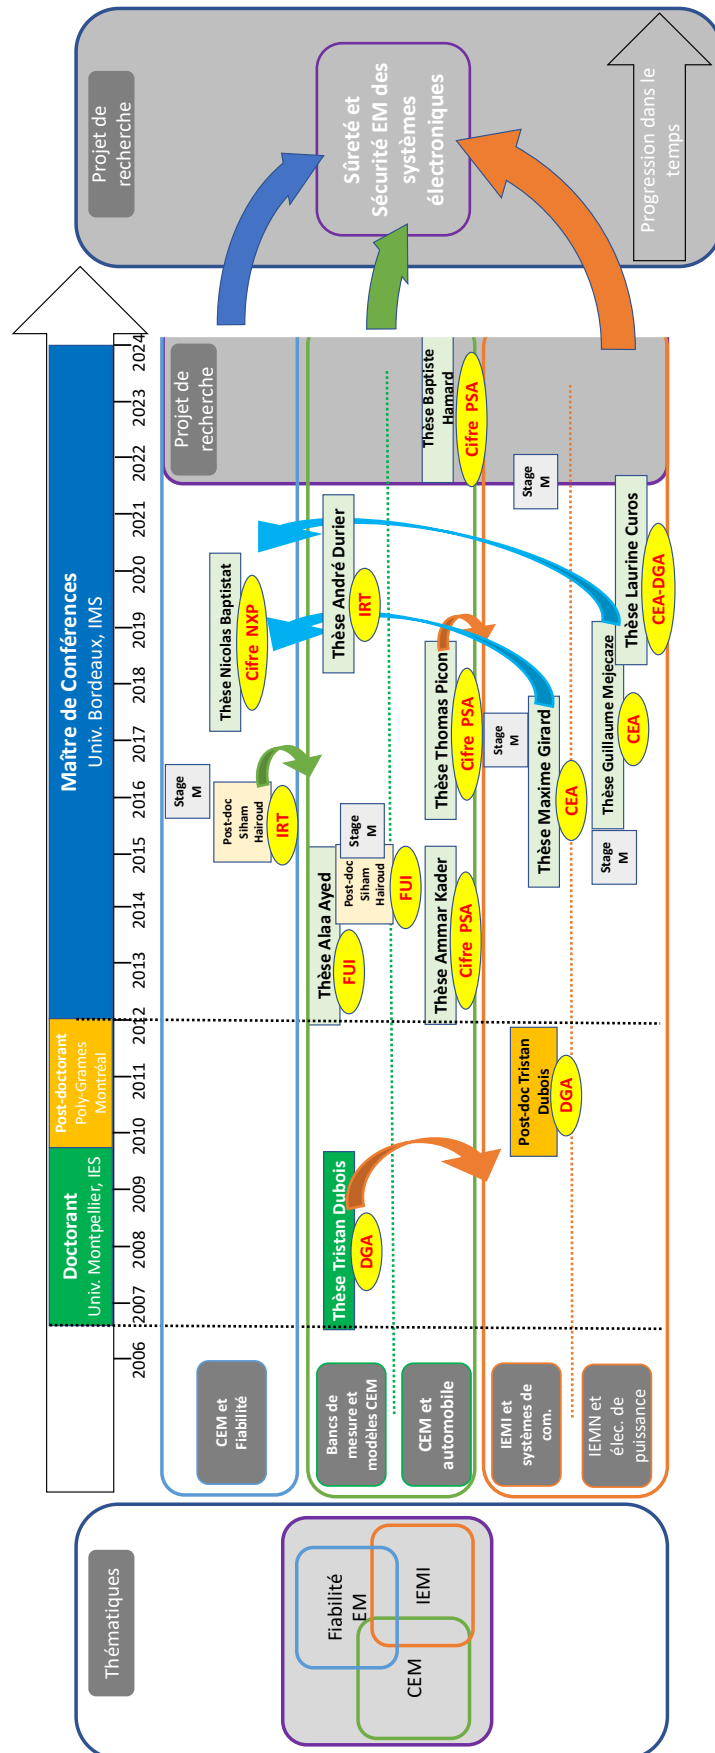 Thématiques
Fiabilité
EM
CEM
IEMI
Doctorant
Univ. Montpellier, IES
Post-doctorant
Poly-Grames
Montréal
Maître de Conférences
Univ. Bordeaux, IMS
2006
2007
2008
2009
2010
2011
2012
2013
2014
2015
2016
2017
2018
2019
2020
2021
2022
2023
2024
CEM et
Fiabilité
Post-doc
Siham
Hairoud
IRT
Stage
M
Thèse Nicolas Baptistat
Cifre NXP
Projet de
recherche
Bancs de
mesure et
modèles CEM
Thèse Tristan Dubois
DGA
Thèse Alaa Ayed
FUI
Post-doc
Siham
Hairoud
FUI
Stage
M
Thèse André Durier
IRT
CEM et
automobile
Thèse Ammar Kader
Cifre PSA
Thèse Thomas Picon
Cifre PSA
Thèse Baptiste
Hamard
Cifre PSA
IEMI et
systèmes de
com.
Post-doc Tristan
Dubois
DGA
Thèse Maxime Girard
CEA
Stage
M
Stage
M
IEMN et
élec. de
puissance
Stage
M
Thèse Guillaume Mejecaze
CEA
Thèse Laurine Curos
CEA-DGA
Projet de
recherche
Sûreté et
Sécurité EM des
systèmes
électroniques
Progression dans le
temps